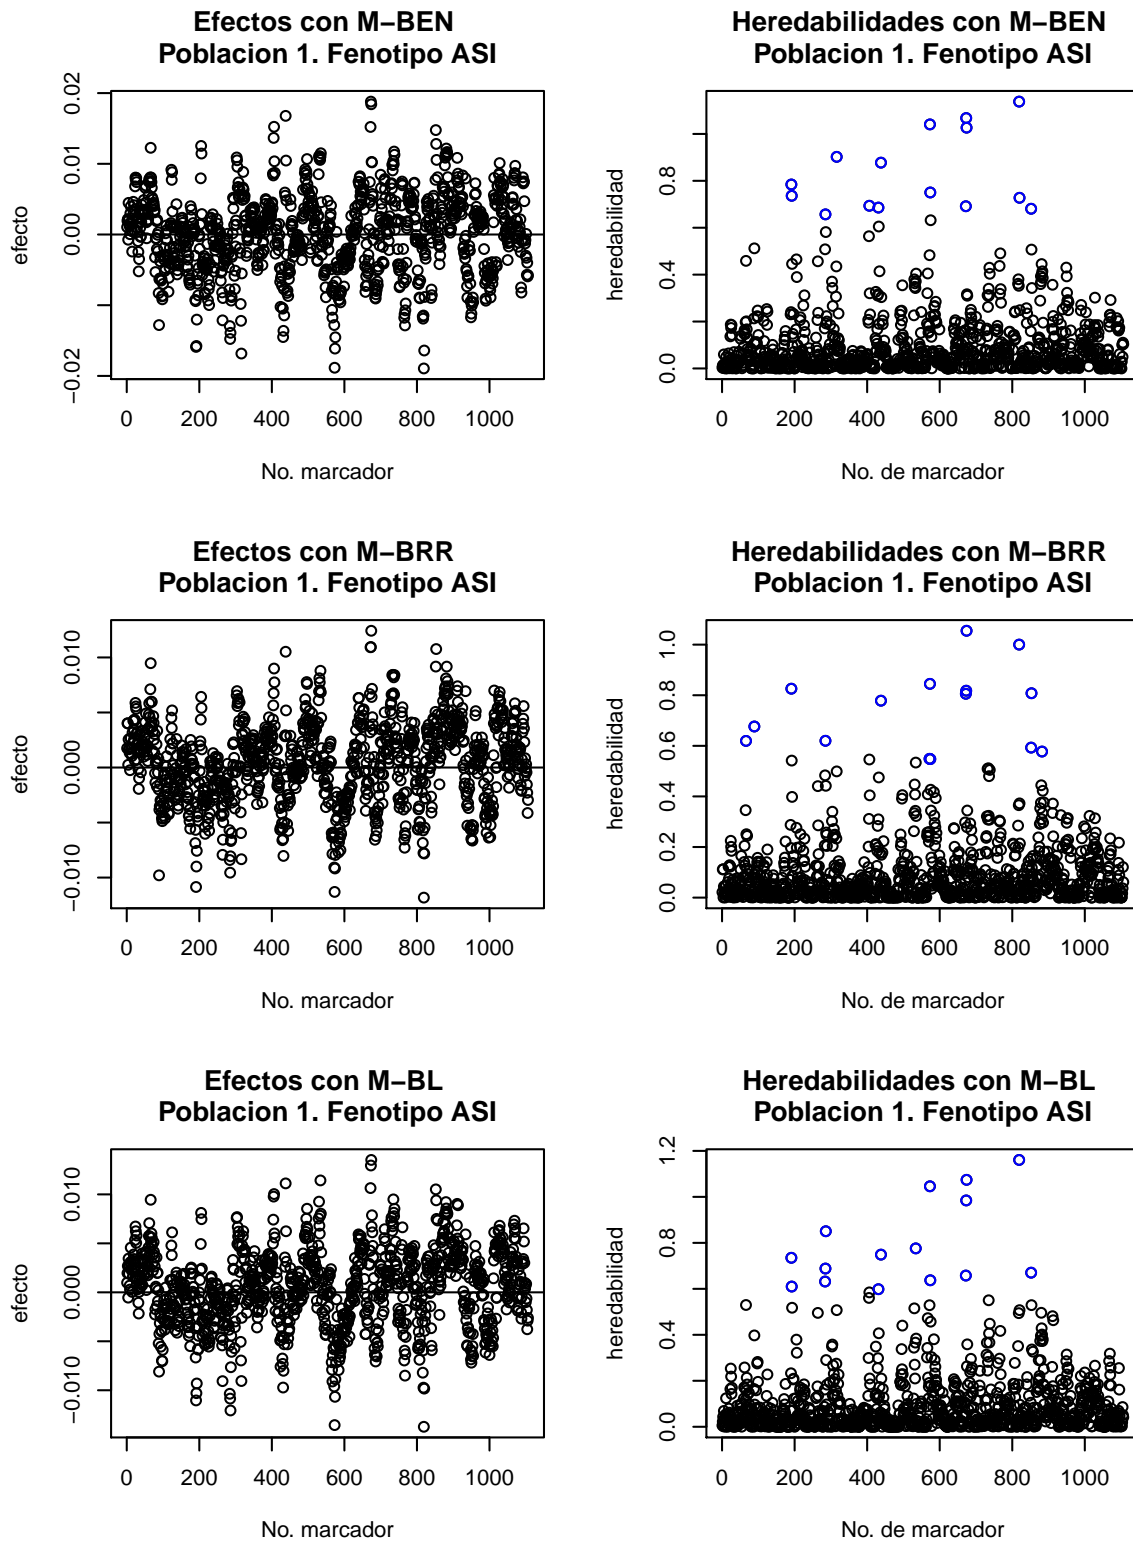 Efectos con M−BEN
Poblacion 1. Fenotipo ASI
efecto
0.02
0.01
0.00
−0.02
0 200 400 600 800 1000
No. marcador
Heredabilidades con M−BEN
Poblacion 1. Fenotipo ASI
heredabilidad
0.8
0.4
0.0
0 200 400 600 800 1000
No. de marcador
Efectos con M−BRR
Poblacion 1. Fenotipo ASI
efecto
0.010
0.000
−0.010
0 200 400 600 800 1000
No. marcador
Heredabilidades con M−BRR
Poblacion 1. Fenotipo ASI
heredabilidad
1.0
0.8
0.6
0.4
0.2
0.0
0 200 400 600 800 1000
No. de marcador
Efectos con M−BL
Poblacion 1. Fenotipo ASI
efecto
0.010
0.000
−0.010
0 200 400 600 800 1000
No. marcador
Heredabilidades con M−BL
Poblacion 1. Fenotipo ASI
heredabilidad
1.2
0.8
0.4
0.0
0 200 400 600 800 1000
No. de marcador